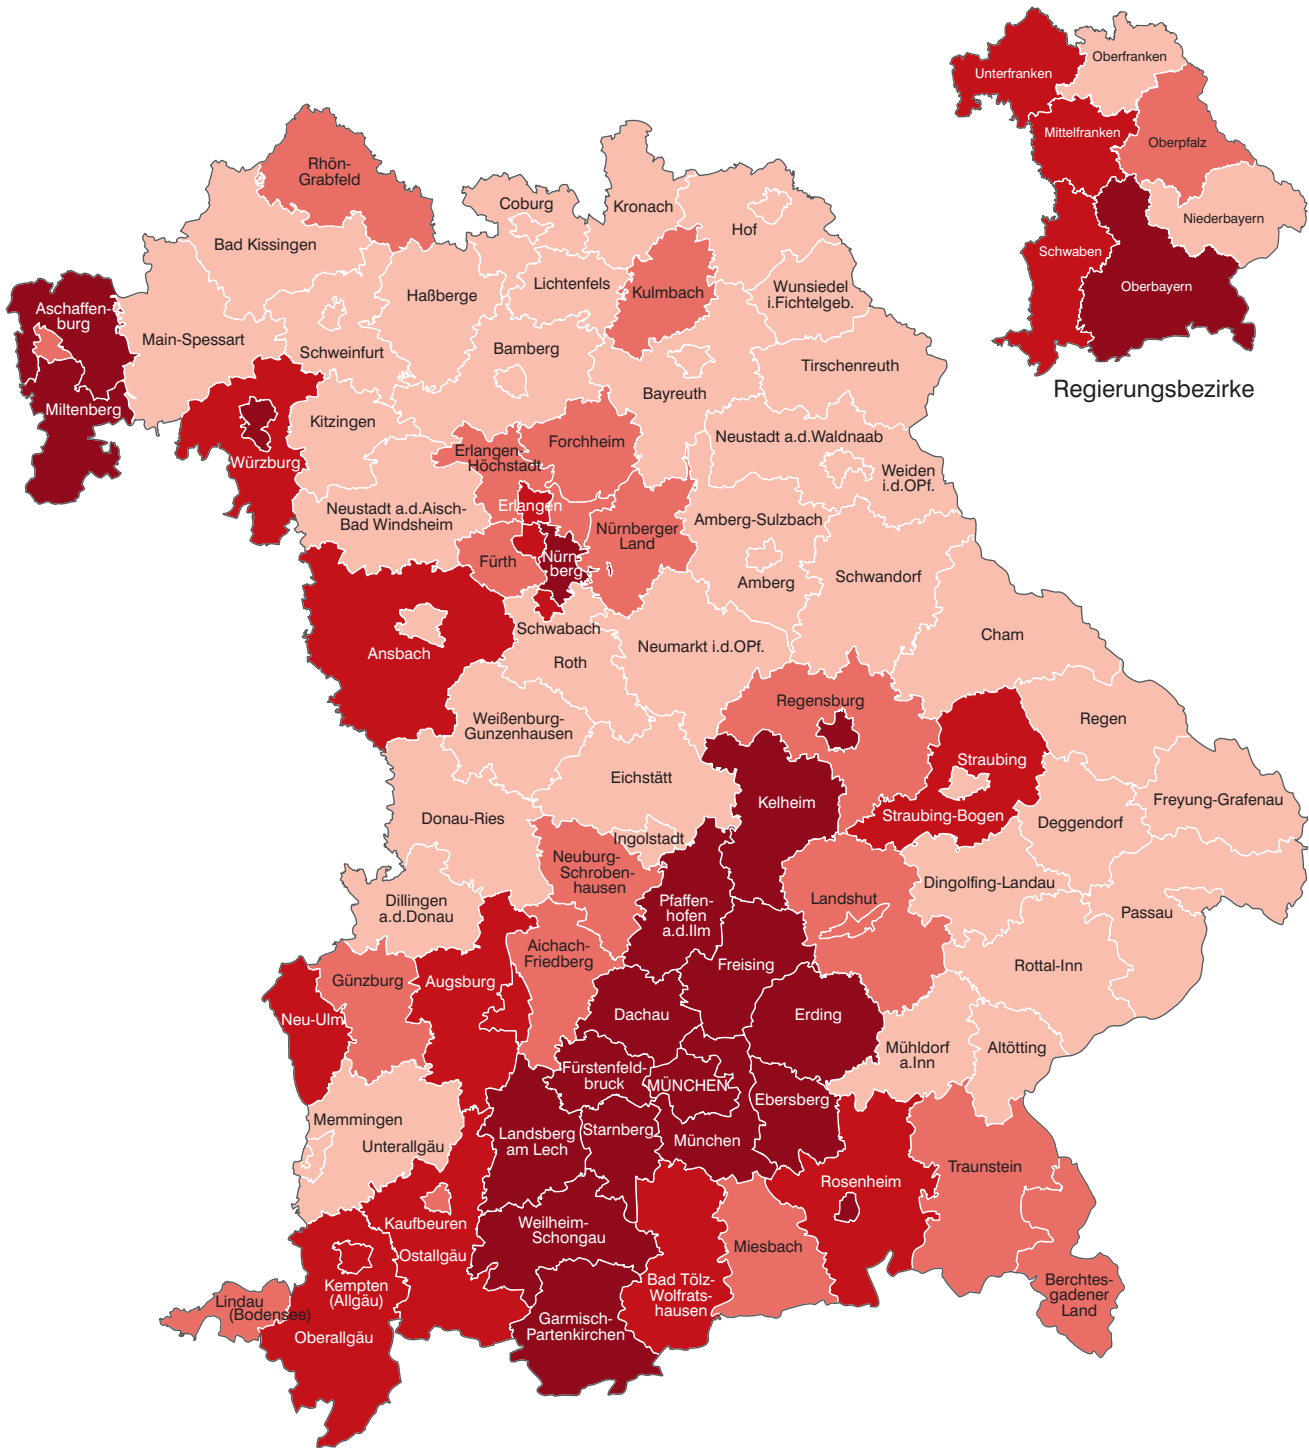 Oberfranken
Unterfranken
Mittelfranken
Oberpfalz
Niederbayern
Schwaben
Oberbayern
Regierungsbezirke
Rhön-
Grabfeld
Coburg
Kronach
Hof
Bad Kissingen
Lichtenfels
Kulmbach
Wunsiedel
i.Fichtelgeb.
Haßberge
Aschaffen-
burg
Main-Spessart
Schweinfurt
Bamberg
Tirschenreuth
Bayreuth
Miltenberg
Kitzingen
Forchheim
Neustadt a.d.Waldnaab
Erlangen-
Höchstadt
Würzburg
Weiden
i.d.OPf.
Neustadt a.d.Aisch-
Bad Windsheim
Erlangen
Nürnberger
Land
Amberg-Sulzbach
Fürth
Nürn-
berg
Amberg
Schwandorf
Schwabach
Cham
Ansbach
Roth
Neumarkt i.d.OPf.
Regensburg
Weißenburg-
Gunzenhausen
Regen
Straubing
Eichstätt
Kelheim
Freyung-Grafenau
Donau-Ries
Straubing-Bogen
Deggendorf
Ingolstadt
Neuburg-
Schroben-
hausen
Dingolfing-Landau
Dillingen
a.d.Donau
Pfaffen-
hofen
a.d.Ilm
Landshut
Passau
Aichach-
Friedberg
Freising
Rottal-Inn
Günzburg
Augsburg
Neu-Ulm
Dachau
Erding
Mühldorf
a.Inn
Altötting
Fürstenfeld-
bruck
MÜNCHEN
Ebersberg
Memmingen
Unterallgäu
Landsberg
am Lech
Starnberg
München
Traunstein
Rosenheim
Kaufbeuren
Weilheim-
Schongau
Miesbach
Ostallgäu
Kempten
(Allgäu)
Bad Tölz-
Wolfrats-
hausen
Berchtes-
gadener
Land
Lindau
(Bodensee)
Oberallgäu
Garmisch-
Partenkirchen